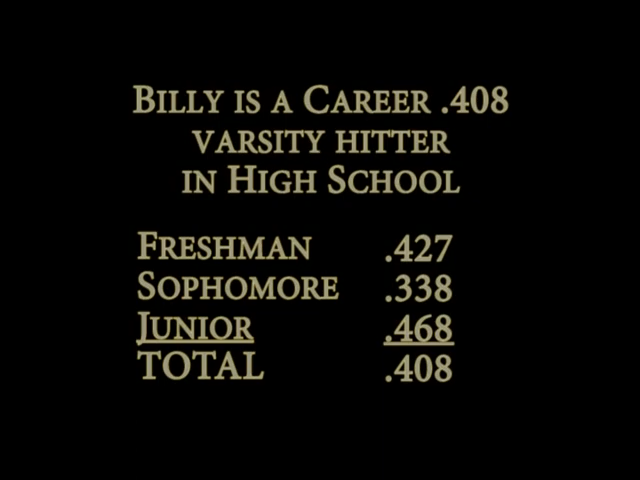 BILLY IS A CAREER .408
VARSITY HITTER
IN HIGH SCHOOL
FRESHMAN .427
SOPHOMORE .338
JUNIOR .468
TOTAL .408